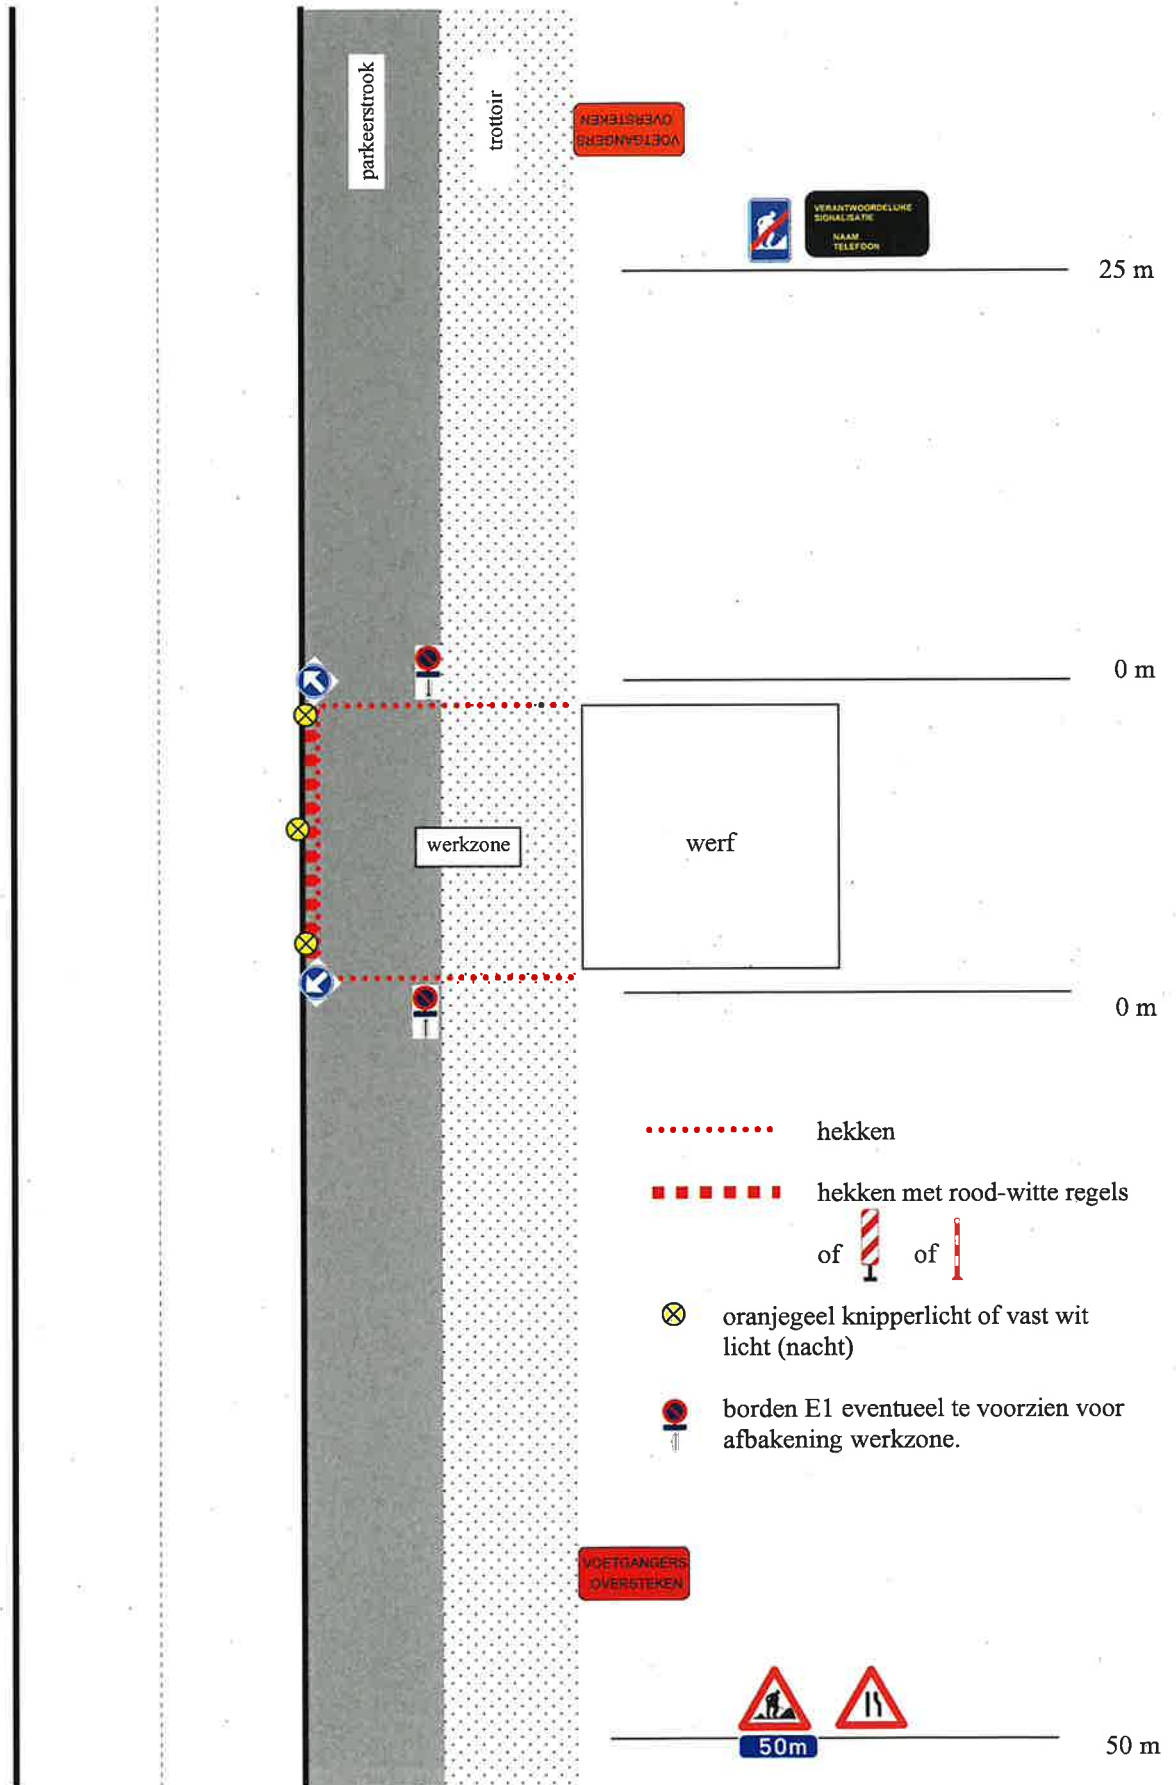 parkeerstrook
trottoir
VOETGANGERS
OVERSTEKEN
VERANTWOORDELIJKE
SIGNALISATIE
NAAM
TELEFOON
25 m
0 m
werkzone
werf
0 m
hekken
hekken met rood-witte regels
of of
oranjegeel knipperlicht of vast wit
licht (nacht)
borden E1 eventueel te voorzien voor
afbakening werkzone.
VOETGANGERS
OVERSTEKEN
50m
50 m